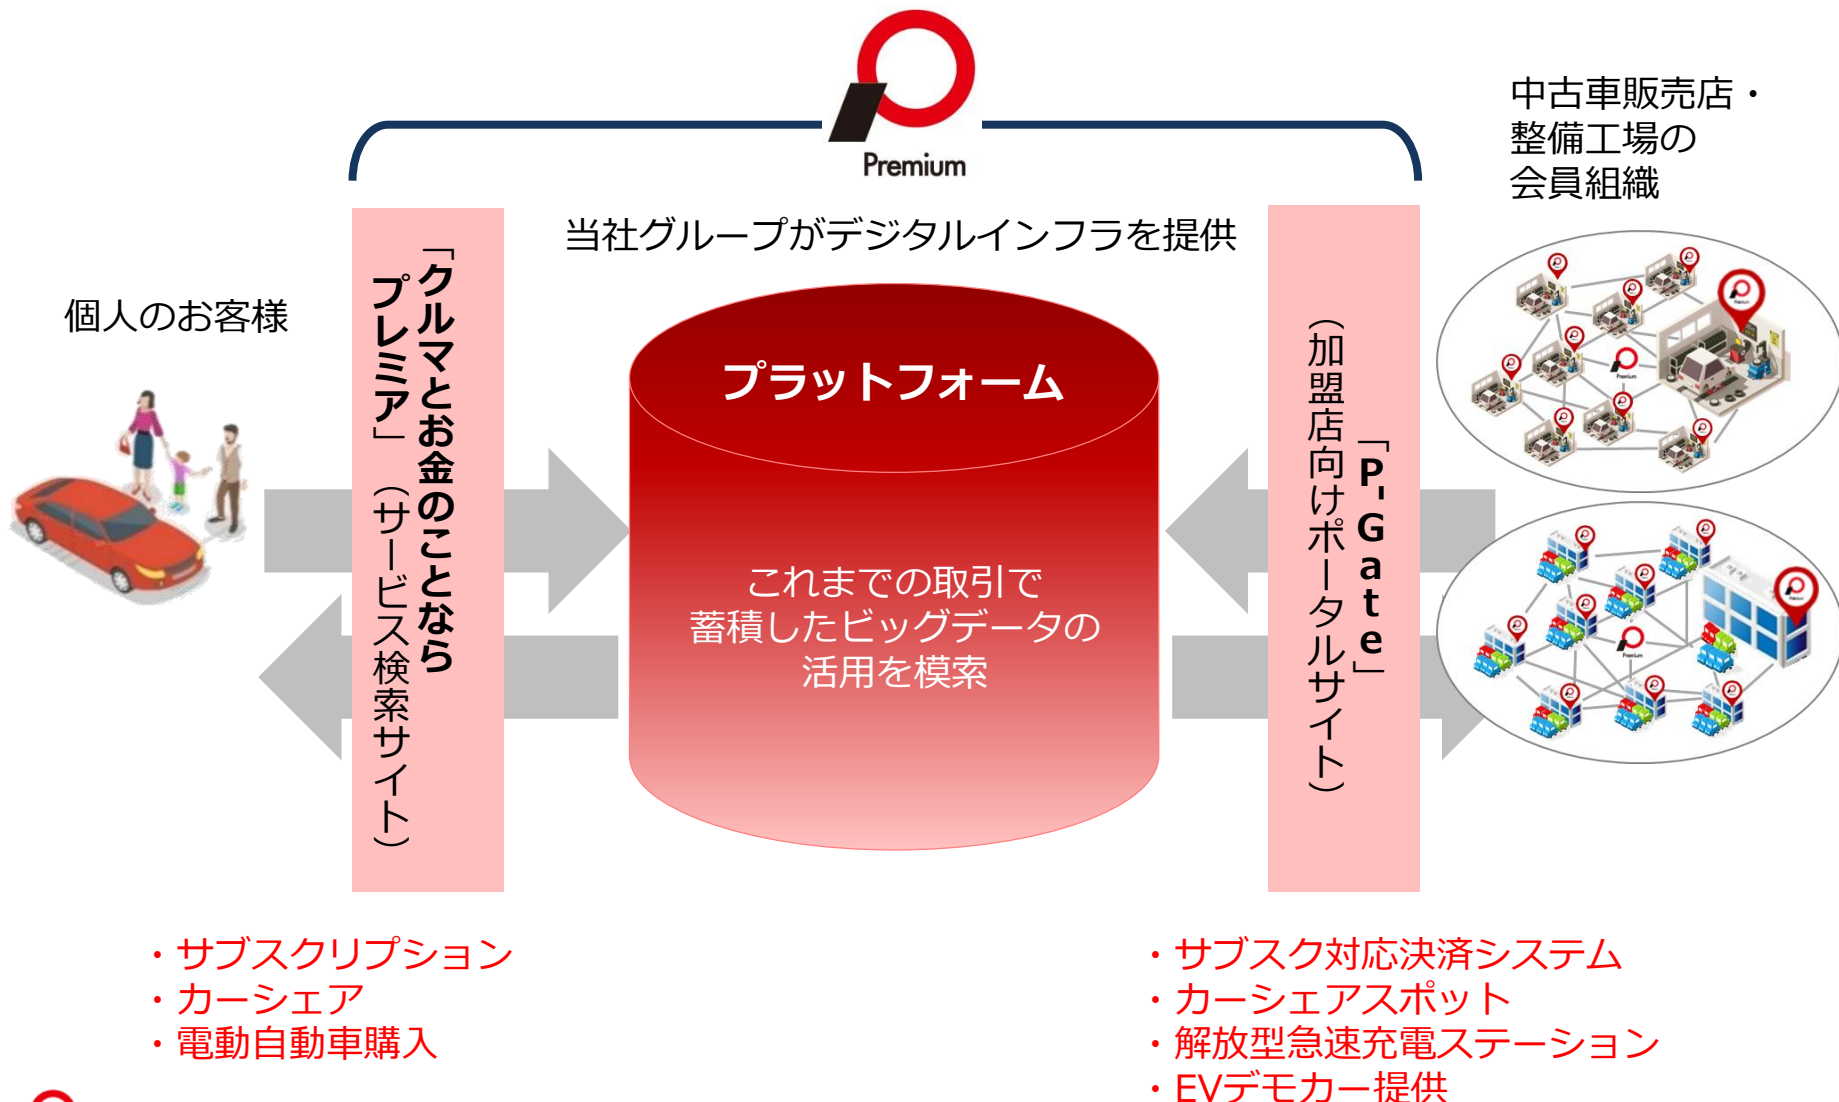 Premium
中古車販売店・
整備工場の
会員組織
当社グループがデジタルインフラを提供
個人のお客様
「クルマとお金のことなら
プレミア」（サービス検索サイト）
プラットフォーム
これまでの取引で
蓄積したビッグデータの
活用を模索
「P-Gate」
（加盟店向けポータルサイト）
Premium
Premium
・サブスクリプション
・カーシェア
・電動自動車購入
・サブスク対応決済システム
・カーシェアスポット
・解放型急速充電ステーション
・EVデモカー提供